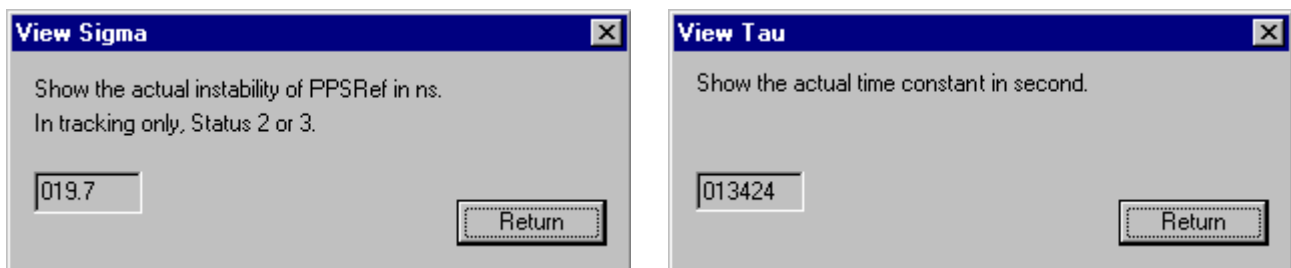 View Sigma
Show the actual instability of PPSRef in ns.
In tracking only, Status 2 or 3.
019.7
Return
View Tau
Show the actual time constant in second.
013424
Return